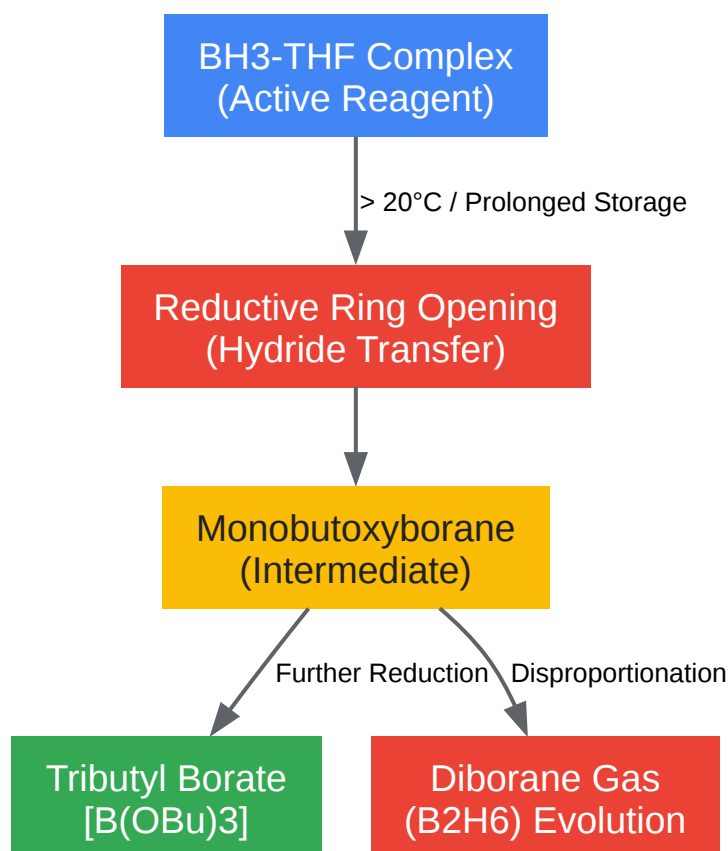 BH3-THF Complex
(Active Reagent)
> 20°C / Prolonged Storage
Reductive Ring Opening
(Hydride Transfer)
Monobutoxyborane
(Intermediate)
Further Reduction
Disproportionation
Tributyl Borate
[B(OBu)3]
Diborane Gas
(B2H6) Evolution